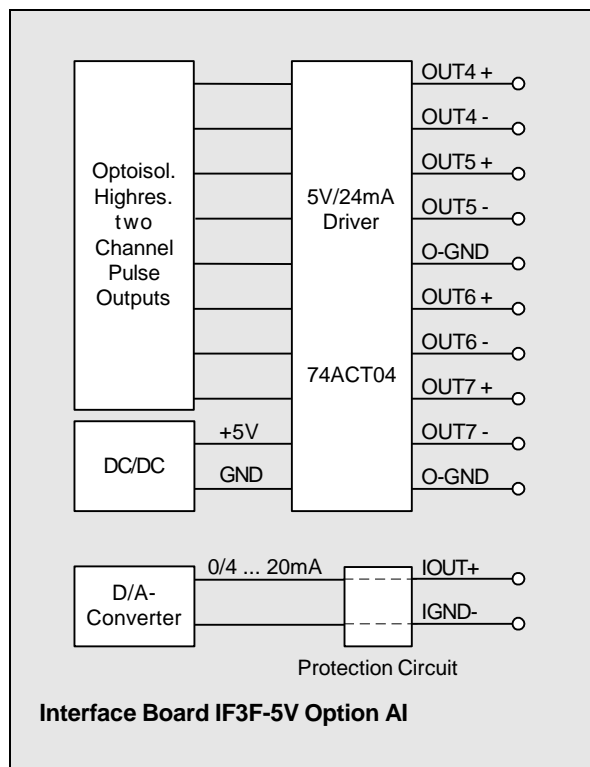 Optoisol.
Highres.
two
Channel
Pulse
Outputs
5V/24mA
Driver
74ACT04
OUT4 +
OUT4 -
OUT5 +
OUT5 -
O-GND
OUT6 +
OUT6 -
OUT7 +
OUT7 -
O-GND
DC/DC
+5V
GND
D/A-
Converter
0/4 ... 20mA
IOUT+
IGND-
Protection Circuit
Interface Board IF3F-5V Option AI